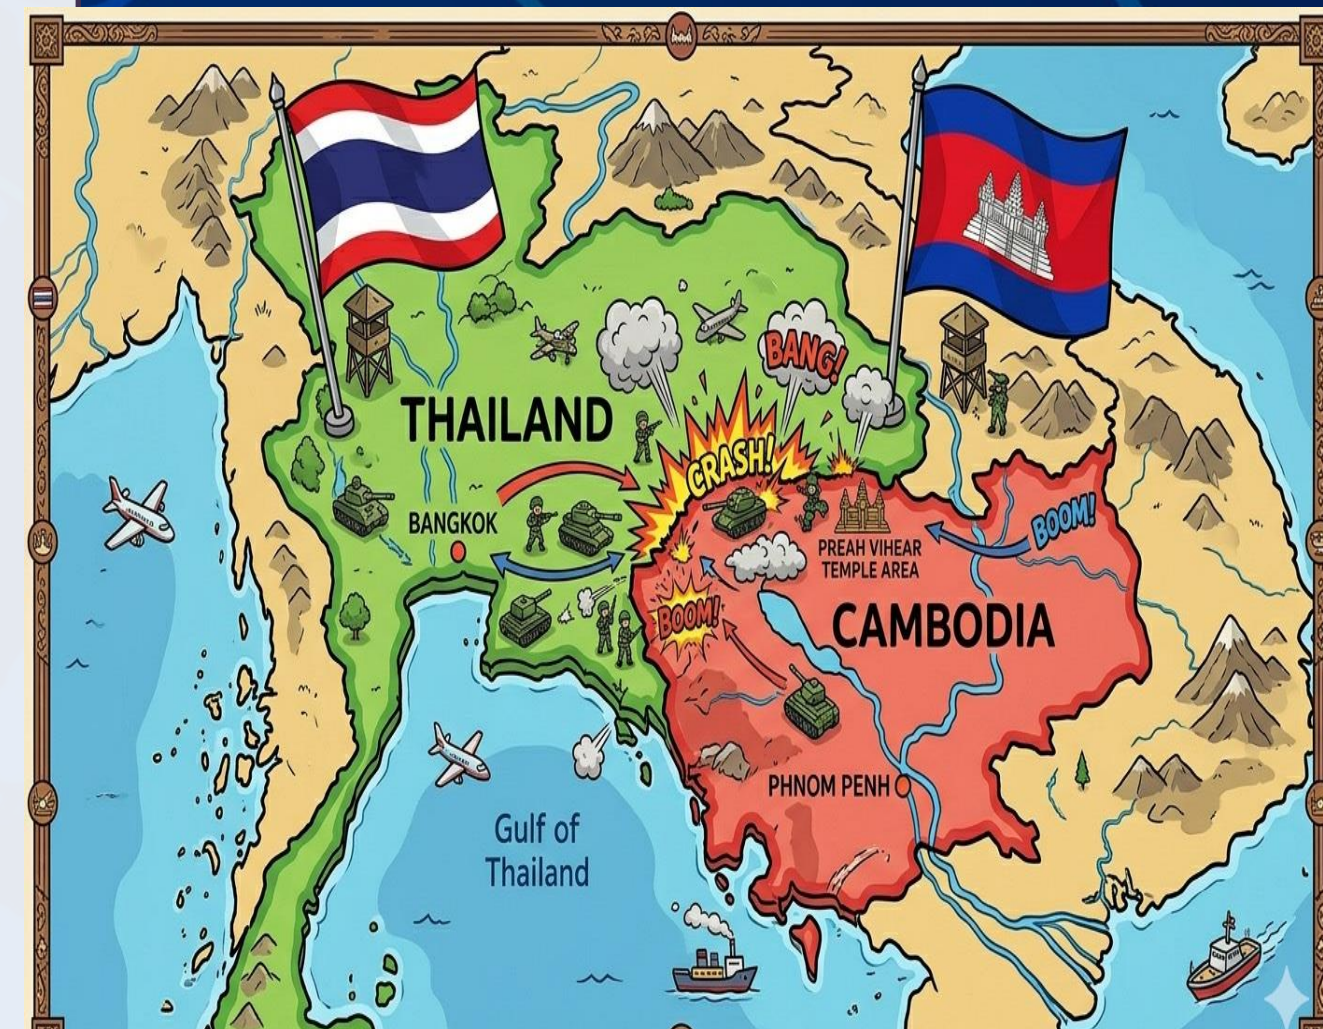 BANG!
THAILAND
CRASH!
BANGKOK
BOOM!
PREAH VIHEAR
TEMPLE AREA
BOOM!
CAMBODIA
PHNOM PENH
Gulf of
Thailand